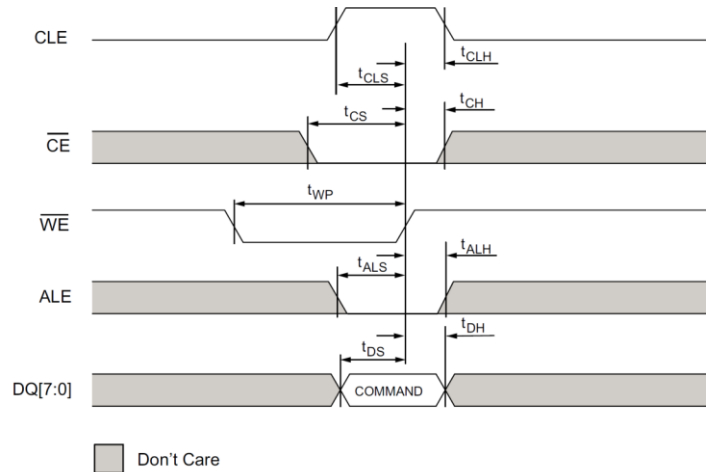 CLE
tCLH
tCLS
tCH
tCS
CE
tWP
WE
tALH
tALS
ALE
tDH
tDS
DQ[7:0]
COMMAND
Don't Care